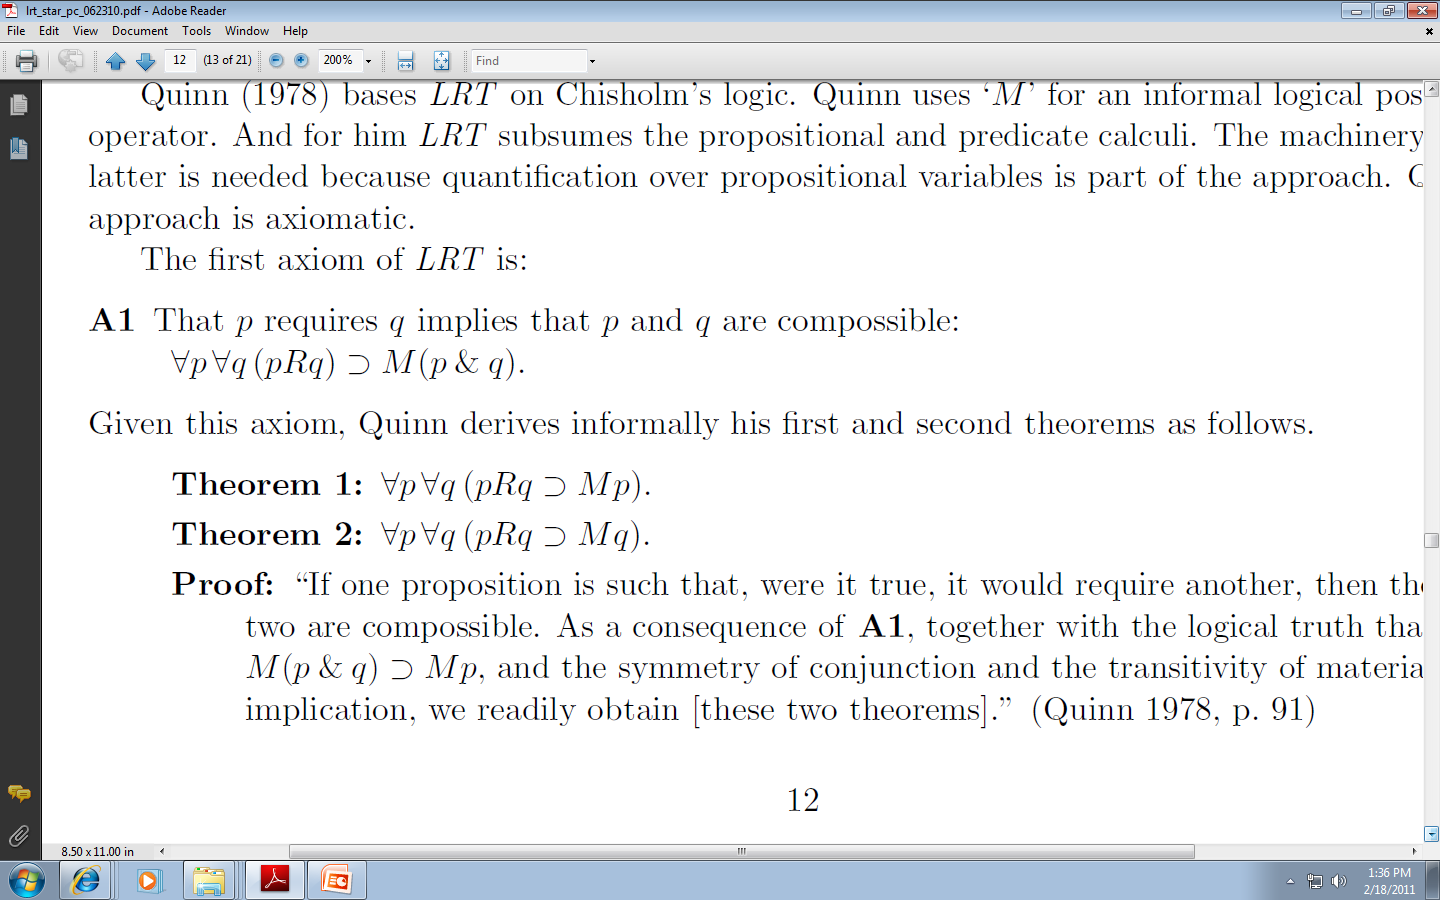 lrt_star_pc_062310.pdf - Adobe Reader
File Edit View Document Tools Window Help
12 (13 of 21) 200% Find
Quinn (1978) bases LRT on Chisholm's logic. Quinn uses ‘M’ for an informal logical pos
operator. And for him LRT subsumes the propositional and predicate calculi. The machinery
latter is needed because quantification over propositional variables is part of the approach.
approach is axiomatic.
The first axiom of LRT is:
A1 That p requires q implies that p and q are compossible:
∀p∀q (pRq) ⊃ M(p & q).
Given this axiom, Quinn derives informally his first and second theorems as follows.
Theorem 1: ∀p∀q (pRq ⊃ Mp).
Theorem 2: ∀p∀q (pRq ⊃ Mq).
Proof: “If one proposition is such that, were it true, it would require another, then the
two are compossible. As a consequence of A1, together with the logical truth tha
M(p & q) ⊃ Mp, and the symmetry of conjunction and the transitivity of materia
implication, we readily obtain [these two theorems].” (Quinn 1978, p. 91)
12
8.50 x 11.00 in
1:36 PM
2/18/2011